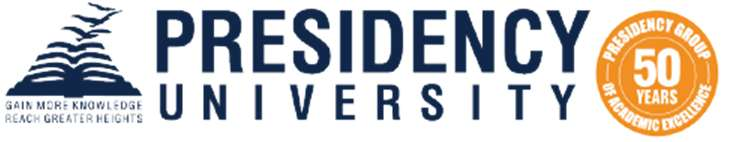 GAIN MORE KNOWLEDGE
REACH GREATER HEIGHTS
PRESIDENCY
UNIVERSITY
PRESIDENCY GROUP
50
YEARS
OF ACADEMIC EXCELLENCE